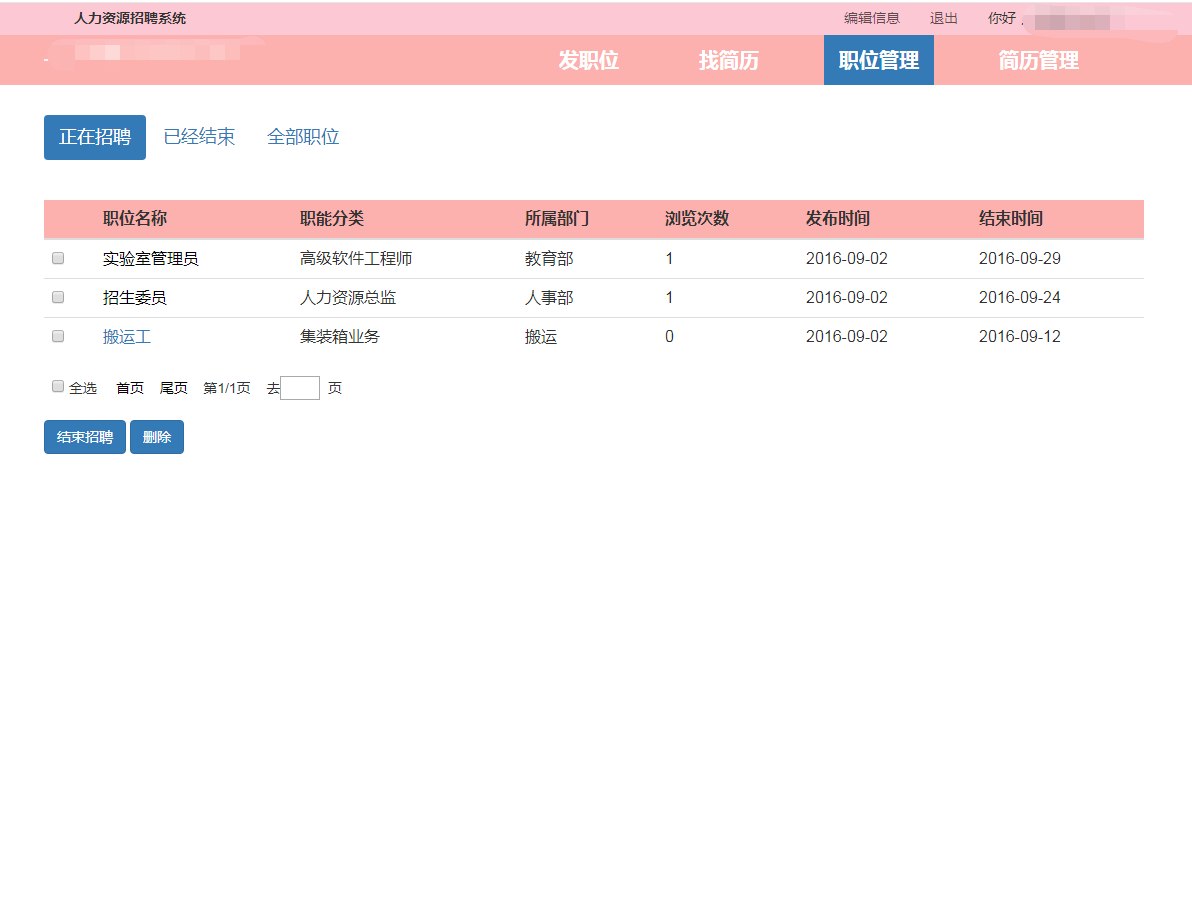 人力资源招聘系统 编辑信息 退出 你好，
发职位 找简历 职位管理 简历管理
正在招聘 已经结束 全部职位
职位名称 职能分类 所属部门 浏览次数 发布时间 结束时间
实验室管理员 高级软件工程师 教育部 1 2016-09-02 2016-09-29
招生委员 人力资源总监 人事部 1 2016-09-02 2016-09-24
搬运工 集装箱业务 搬运 0 2016-09-02 2016-09-12
全选 首页 尾页 第1/1页 去 页
结束招聘 删除